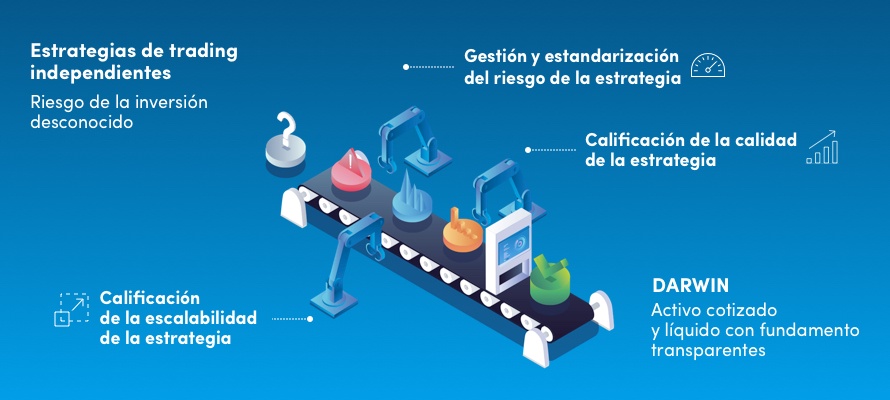 Estrategias de trading
independientes
Riesgo de la inversión
desconocido
Gestión y estandarización
del riesgo de la estrategia
Calificación de la calidad
de la estrategia
Calificación
de la escalabilidad
de la estrategia
DARWIN
Activo cotizado
y líquido con fundamento
transparentes